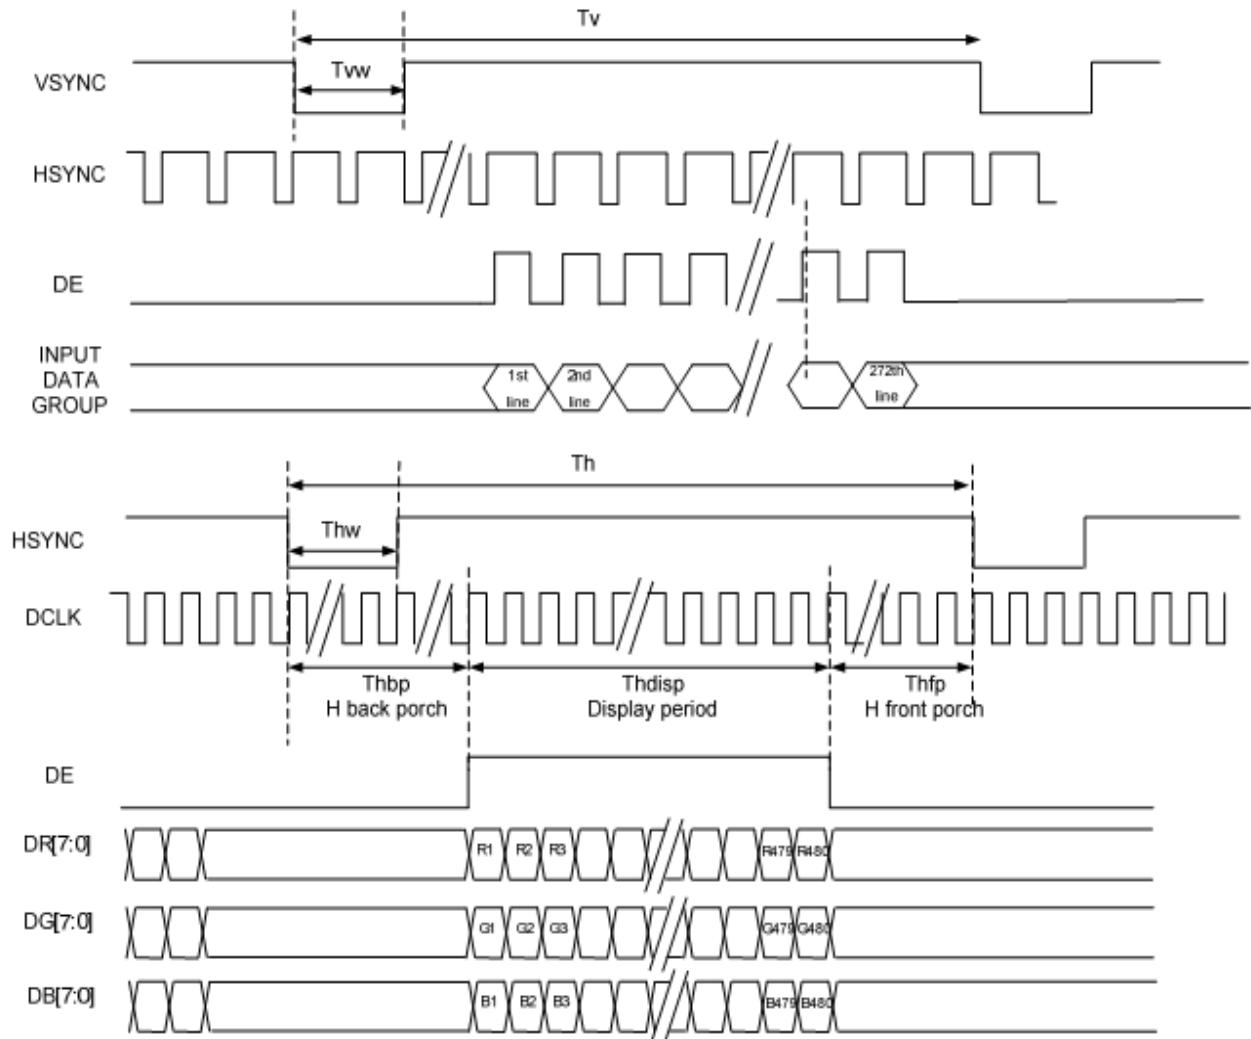 Tv
VSYNC
Tvw
HSYNC
DE
INPUT
DATA
GROUP
1st
line
2nd
line
272th
line
Th
HSYNC
Thw
DCLK
Thbp
H back porch
Thdisp
Display period
Thfp
H front porch
DE
DR[7:0]
R1 R2 R3 R479 R480
DG[7:0]
G1 G2 G3 G479 G480
DB[7:0]
B1 B2 B3 B479 B480